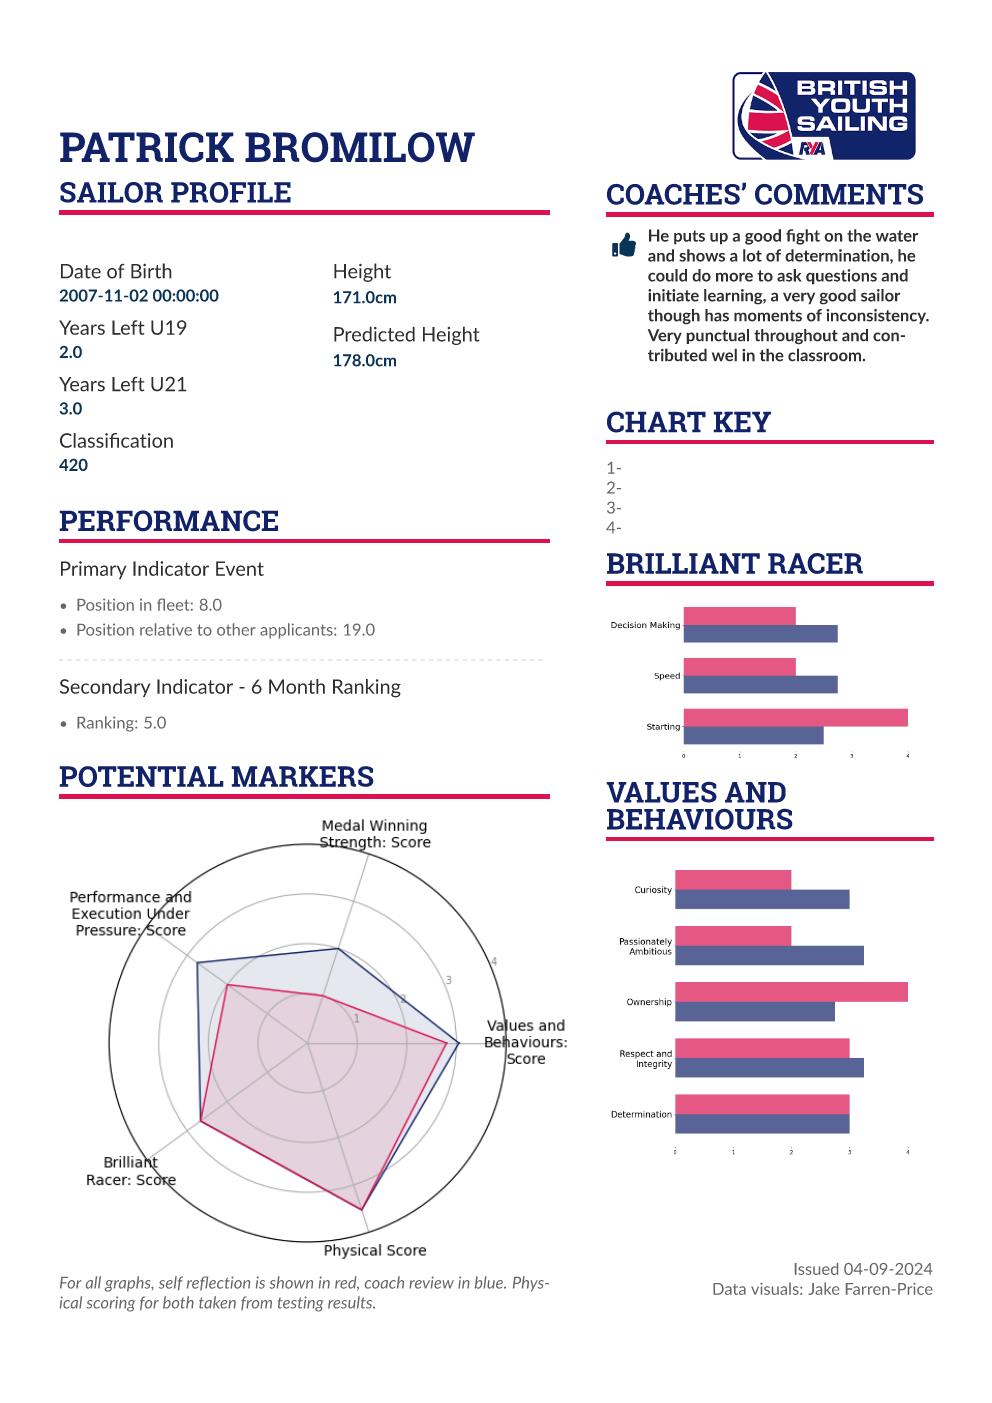 BRITISH
YOUTH
SAILING
RYA
PATRICK BROMILOW
SAILOR PROFILE
Date of Birth
2007-11-02 00:00:00
Years Left U19
2.0
Years Left U21
3.0
Classification
420
Height
171.0cm
Predicted Height
178.0cm
PERFORMANCE
Primary Indicator Event
• Position in fleet: 8.0
• Position relative to other applicants: 19.0
Secondary Indicator - 6 Month Ranking
• Ranking: 5.0
POTENTIAL MARKERS
Medal Winning
Strength: Score
Performance and
Execution Under
Pressure: Score
4
3
2
1
Values and
Behaviours:
Score
Brilliant
Racer: Score
Physical Score
For all graphs, self reflection is shown in red, coach review in blue. Phys-
ical scoring for both taken from testing results.
COACHES’ COMMENTS
He puts up a good fight on the water
and shows a lot of determination, he
could do more to ask questions and
initiate learning, a very good sailor
though has moments of inconsistency.
Very punctual throughout and con-
tributed wel in the classroom.
CHART KEY
1-
2-
3-
4-
BRILLIANT RACER
Decision Making
Speed
Starting
0 1 2 3 4
VALUES AND
BEHAVIOURS
Curiosity
Passionately
Ambitious
Ownership
Respect and
Integrity
Determination
0 1 2 3 4
Issued 04-09-2024
Data visuals: Jake Farren-Price